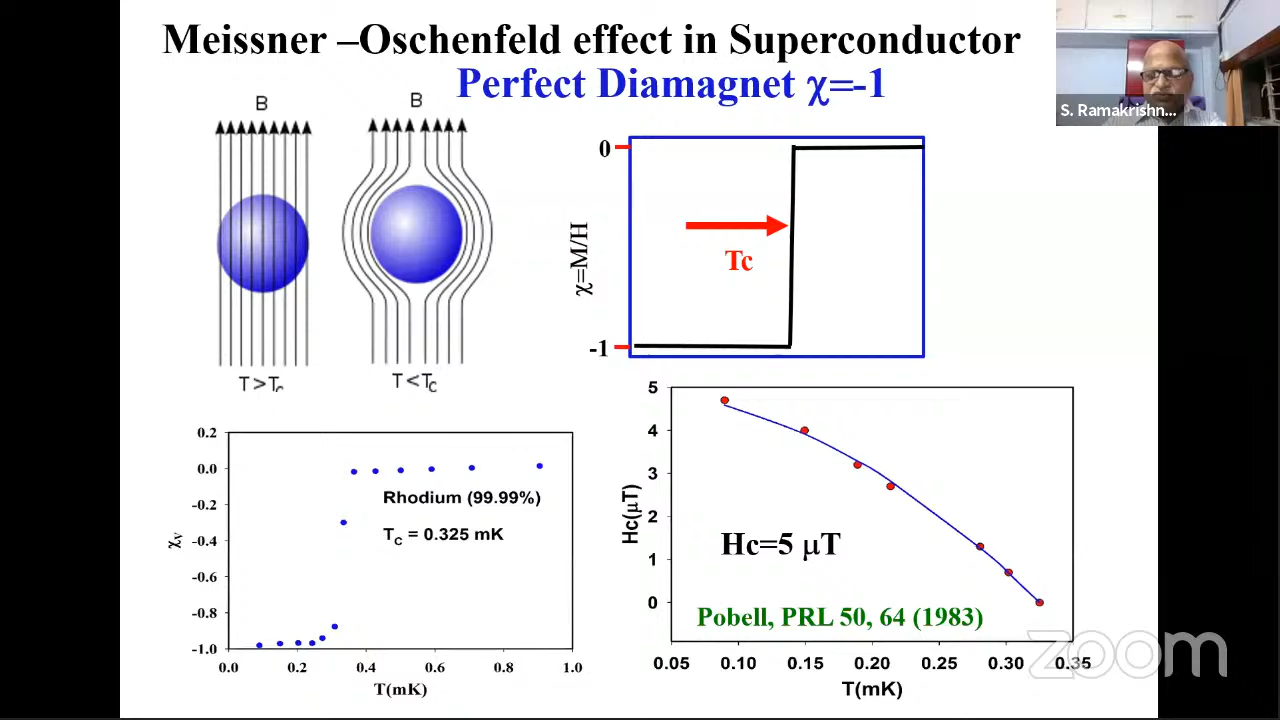 Meissner –Oschenfeld effect in Superconductor
Perfect Diamagnet χ=-1
S. Ramakrishn...
B
B
T>Tc
T<Tc
0
χ=M/H
Tc
-1
0.2
0.0
-0.2
-0.4
-0.6
-0.8
-1.0
χV
Rhodium (99.99%)
TC = 0.325 mK
0.0 0.2 0.4 0.6 0.8 1.0
T(mK)
5
4
3
2
1
0
Hc(μT)
Hc=5 μT
Pobell, PRL 50, 64 (1983)
0.05 0.10 0.15 0.20 0.25 0.30 0.35
T(mK)
zoom